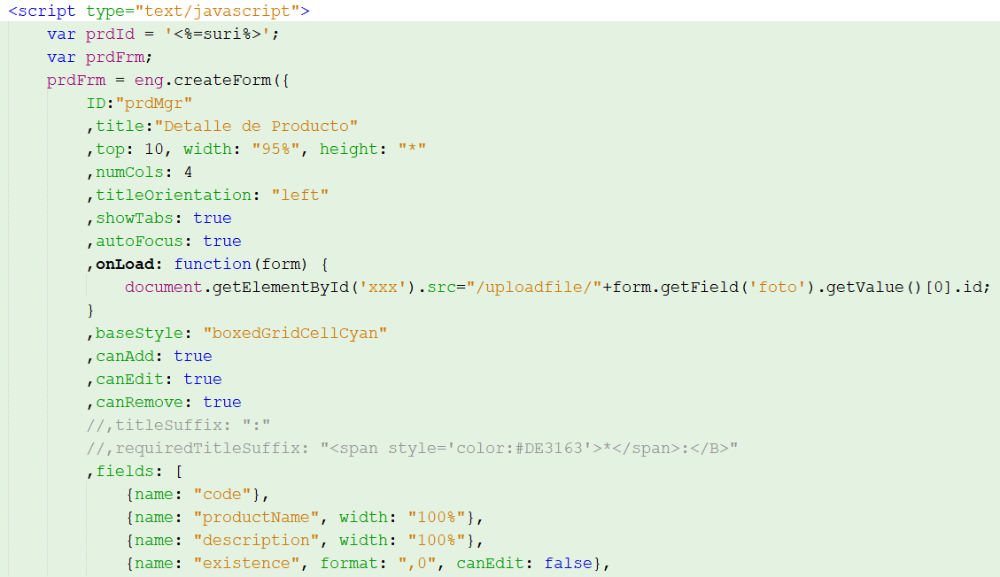 <script type="text/javascript">
    var prdId = '<%=suri%>';
    var prdFrm;
    prdFrm = eng.createForm({
        ID:"prdMgr"
        ,title:"Detalle de Producto"
        ,top: 10, width: "95%", height: "*"
        ,numCols: 4
        ,titleOrientation: "left"
        ,showTabs: true
        ,autoFocus: true
        ,onLoad: function(form) {
            document.getElementById('xxx').src="/uploadfile/"+form.getField('foto').getValue()[0].id;
        }
        ,baseStyle: "boxedGridCellCyan"
        ,canAdd: true
        ,canEdit: true
        ,canRemove: true
        //,titleSuffix: ":"
        //,requiredTitleSuffix: "<span style='color:#DE3163'>*</span>:</B>"
        ,fields: [
            {name: "code"},
            {name: "productName", width: "100%"},
            {name: "description", width: "100%"},
            {name: "existence", format: ",0", canEdit: false},